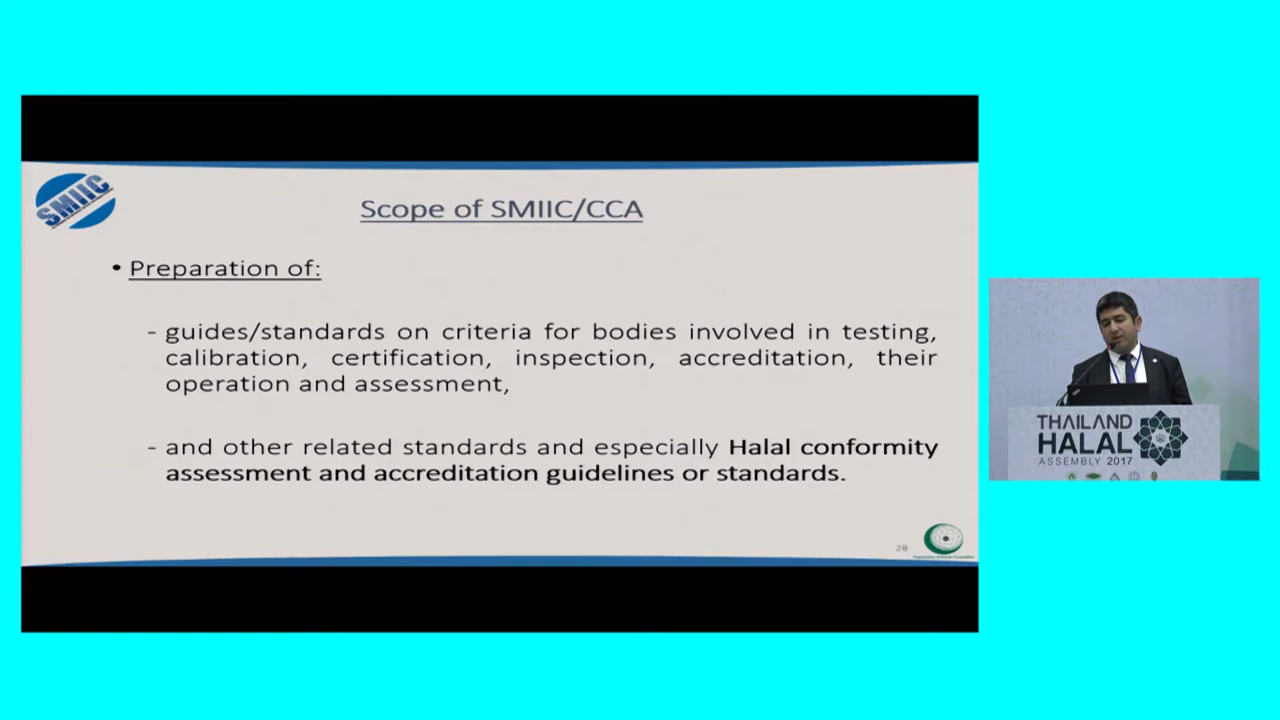 SMIIC
Scope of SMIIC/CCA
• Preparation of:
- guides/standards on criteria for bodies involved in testing,
calibration, certification, inspection, accreditation, their
operation and assessment,
- and other related standards and especially Halal conformity
assessment and accreditation guidelines or standards.
28
THAILAND
HALAL
ASSEMBLY 2017